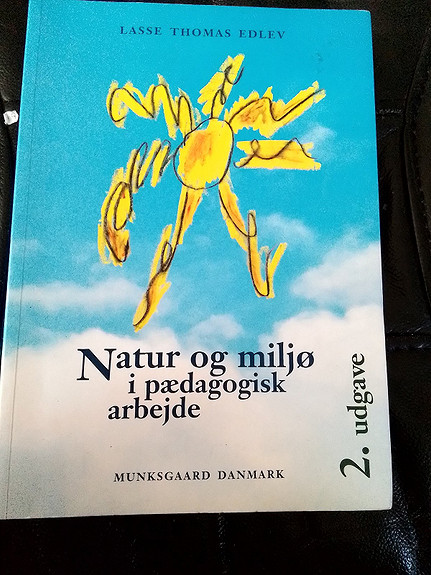 LASSE THOMAS EDLEV
Natur og miljø
i pædagogisk
arbejde
2. udgave
MUNKSGAARD DANMARK